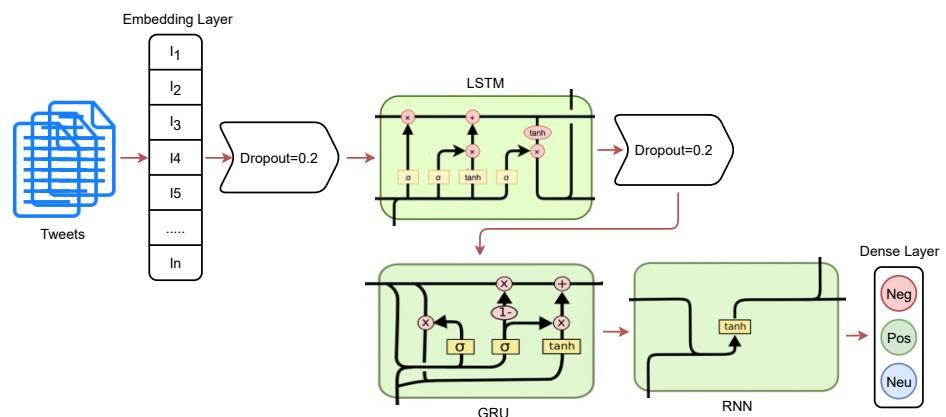 Embedding Layer
I1
I2
I3
I4
I5
.....
In
Tweets
Dropout=0.2
LSTM
×
+
tanh
×
×
σ
σ
tanh
σ
Dropout=0.2
GRU
×
+
1-
×
×
σ
σ
tanh
RNN
tanh
Dense Layer
Neg
Pos
Neu